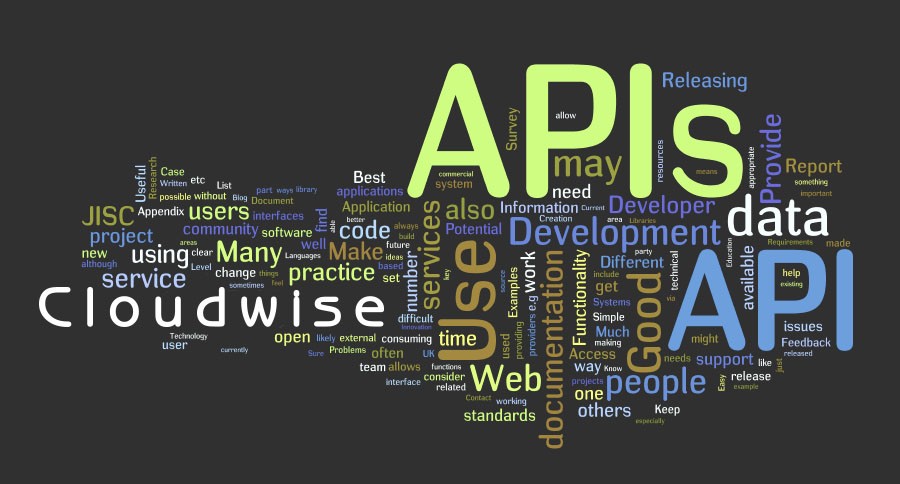 APIs
Releasing
Survey
allow
Provide
resources
appropriate
may
means
Report
something
important
commercial
system
need
Useful
Research
Case
Written
etc
List
possible
without
Blog
part
ways
library
Document
Best
applications
JISC
Appendix
users
interfaces
find
able
better
Application
services
also
Information
Creation
Current
area
Libraries
Developer
data
project
community
software
code
always
build
Potential
Development
Education
Requirements
made
new
although
using
areas
clear
Level
Many
Languages
well
Make
future
ideas
based
set
number
key
Use
source
Examples
work
e.g
documentation
Functionality
Different
party
include
get
Systems
Good
technical
via
available
API
help
existing
service
change
sometimes
things
feel
practice
Cloudwise
difficult
Innovation
time
used
providing
providers
Simple
Much
making
might
issues
Feedback
released
Technology
user
currently
open
likely
external
consuming
Sure
Problems
often
UK
team
allows
functions
consider
interface
related
Web
Access
way
Know
needs
support
like
just
projects
people
Easy
release
example
Contact
working
one
standards
others
Keep
especially